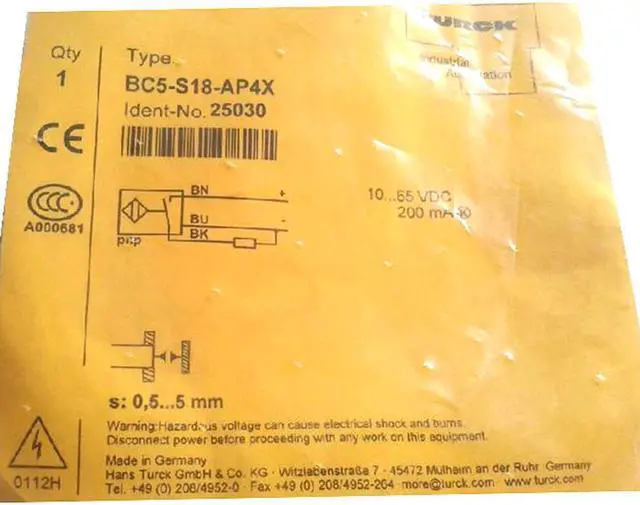 TURCK
Industrial
Automation
Qty
1
Type
BC5-S18-AP4X
Ident-No. 25030
CE
CCC
A000681
BN
+
BU
-
BK
pnp
10...65 VDC
200 mA
s: 0,5...5 mm
Warning: Hazardous voltage can cause electrical shock and burns.
Disconnect power before proceeding with any work on this equipment.
0112H
Made in Germany
Hans Turck GmbH & Co. KG · Witzlebenstraße 7 · 45472 Mülheim an der Ruhr Germany
Tel. +49 (0) 208/4952-0 · Fax +49 (0) 208/4952-264 · more@turck.com · www.turck.com